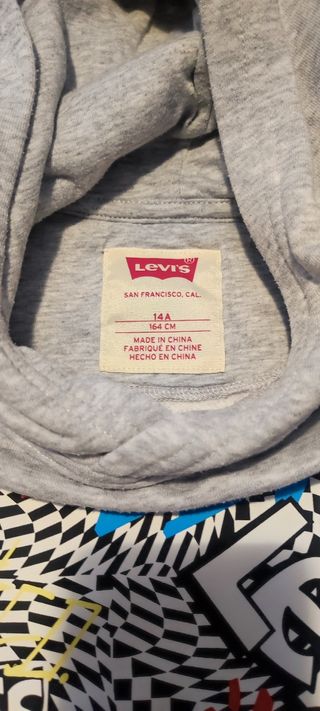 LEVI'S®
SAN FRANCISCO, CAL.
14A
164 CM
MADE IN CHINA
FABRIQUÉ EN CHINE
HECHO EN CHINA